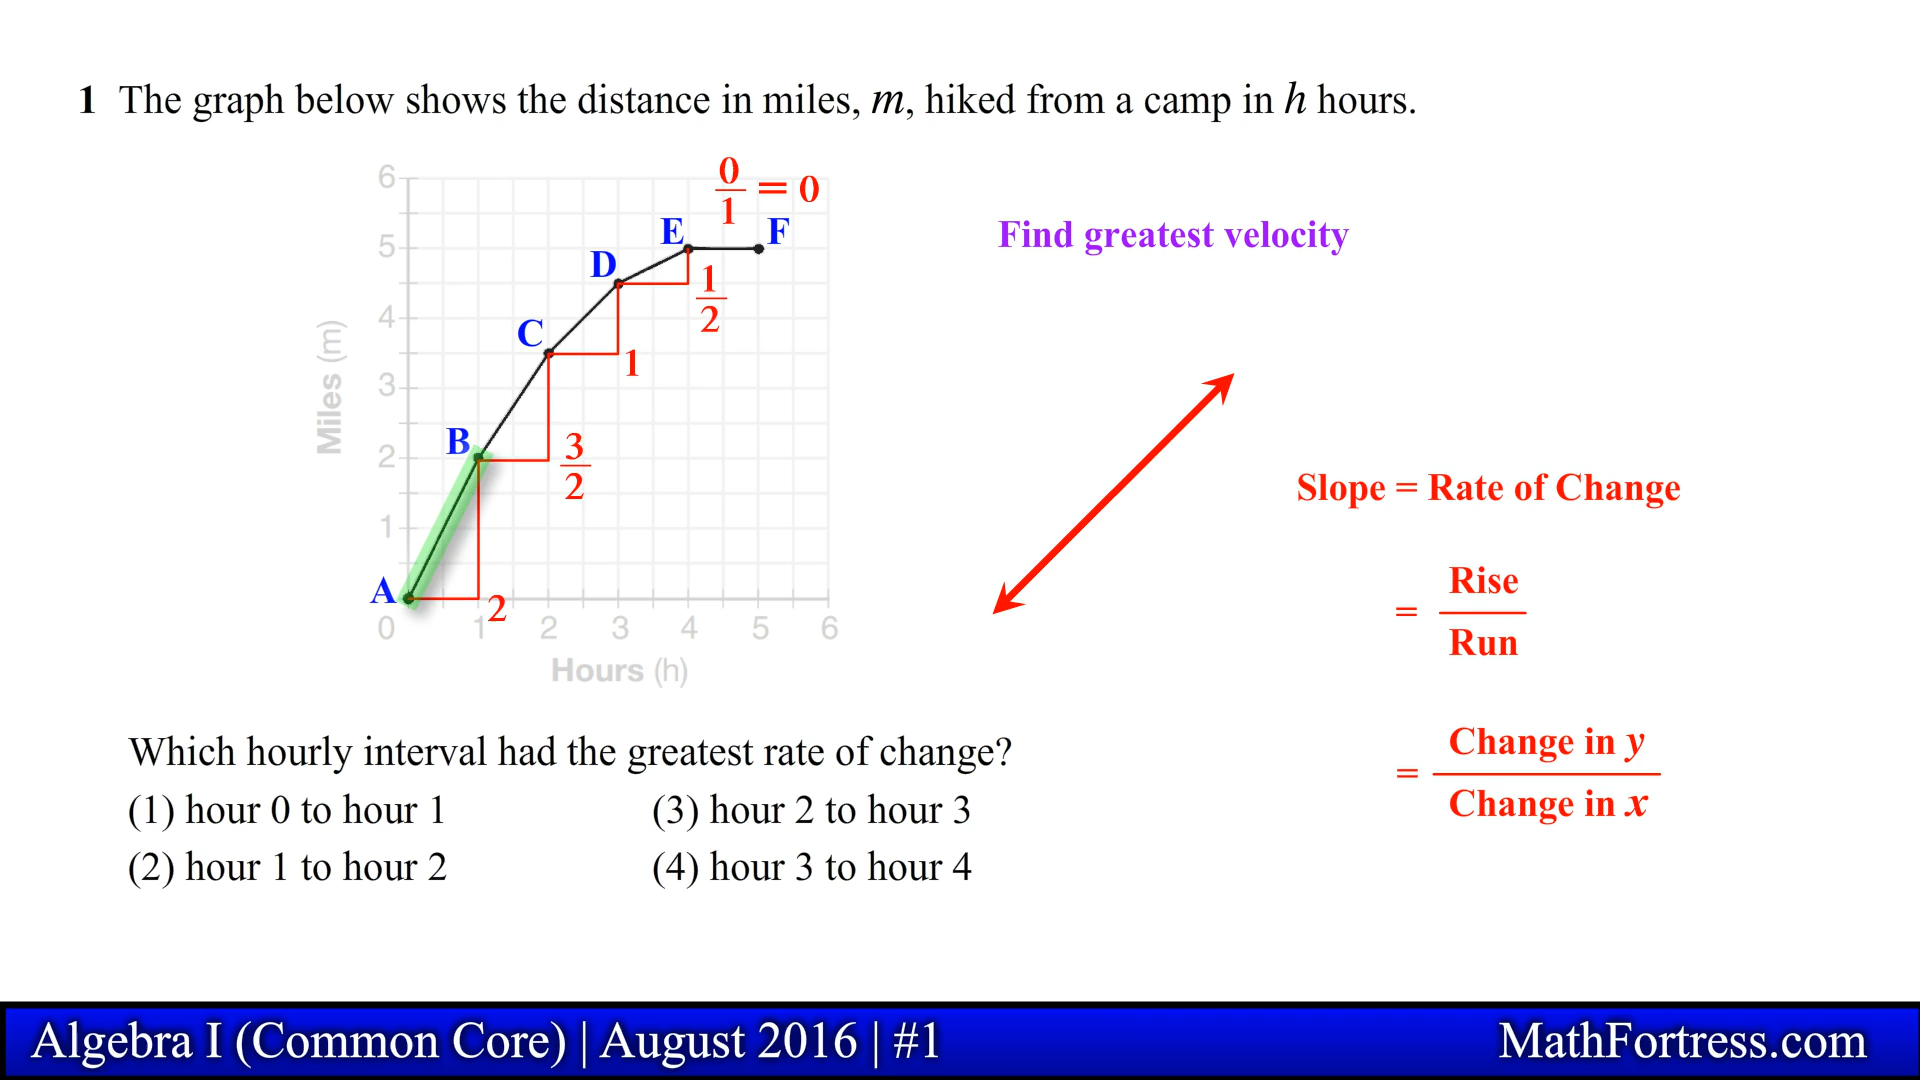 1 The graph below shows the distance in miles, m, hiked from a camp in h hours.
0/1 = 0
6
E
F
Find greatest velocity
5
D
1/2
4
C
1
Miles (m)
3
B
3/2
2
Slope = Rate of Change
1
= Rise/Run
A
2
0 1 2 3 4 5 6
Hours (h)
= Change in y/Change in x
Which hourly interval had the greatest rate of change?
(1) hour 0 to hour 1
(3) hour 2 to hour 3
(2) hour 1 to hour 2
(4) hour 3 to hour 4
Algebra I (Common Core) | August 2016 | #1
MathFortress.com